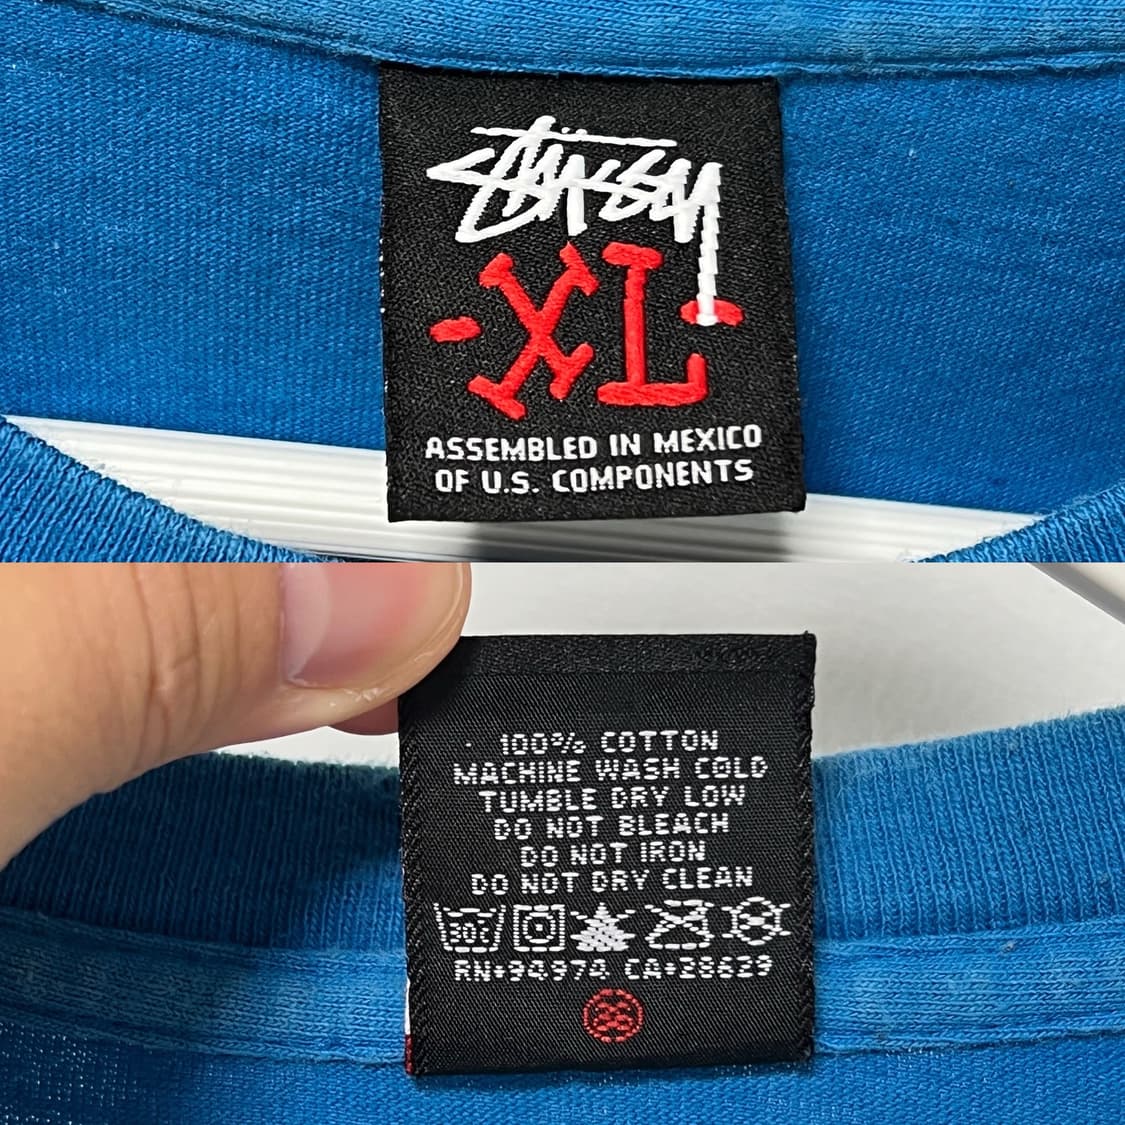 STÜSSY
-XL-
ASSEMBLED IN MEXICO
OF U.S. COMPONENTS
100% COTTON
MACHINE WASH COLD
TUMBLE DRY LOW
DO NOT BLEACH
DO NOT IRON
DO NOT DRY CLEAN
30C
RN•94974 CA•28629